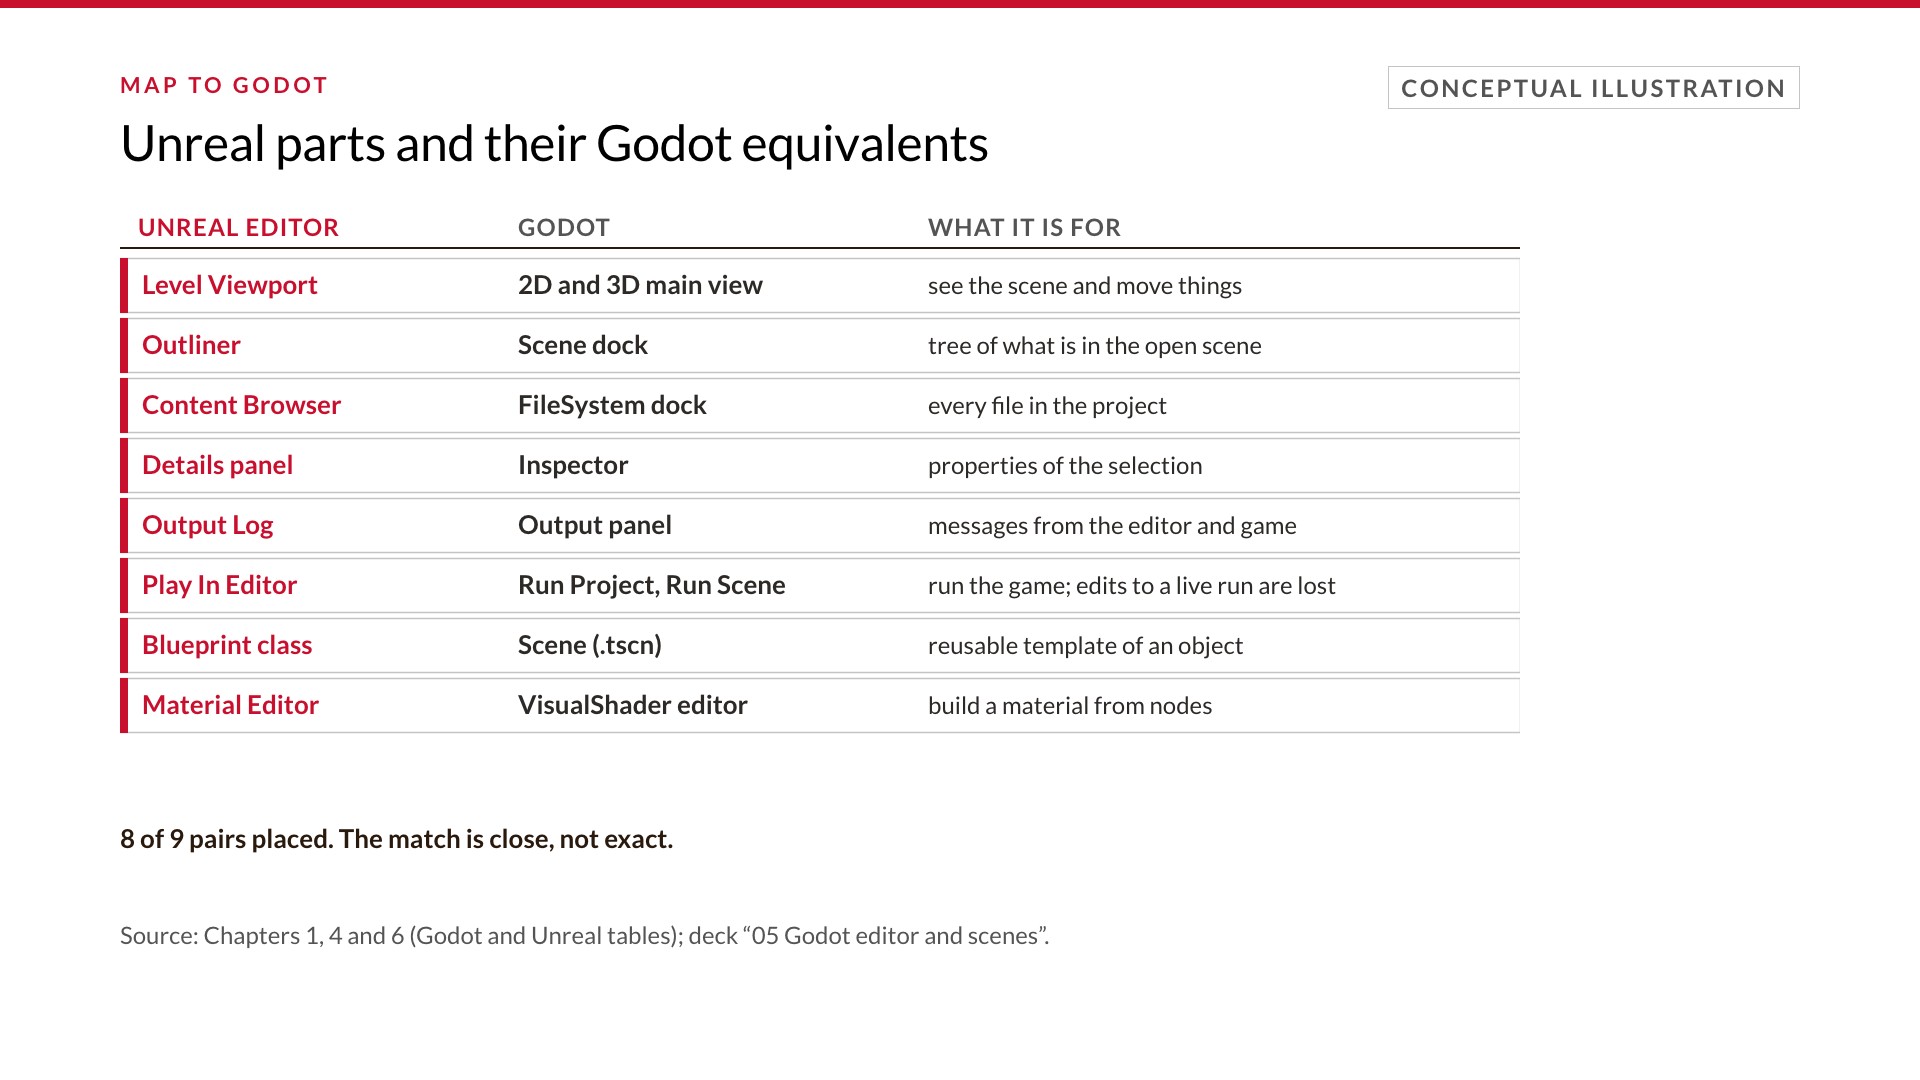 MAP TO GODOT
CONCEPTUAL ILLUSTRATION
Unreal parts and their Godot equivalents
UNREAL EDITOR GODOT WHAT IT IS FOR
Level Viewport 2D and 3D main view see the scene and move things
Outliner Scene dock tree of what is in the open scene
Content Browser FileSystem dock every file in the project
Details panel Inspector properties of the selection
Output Log Output panel messages from the editor and game
Play In Editor Run Project, Run Scene run the game; edits to a live run are lost
Blueprint class Scene (.tscn) reusable template of an object
Material Editor VisualShader editor build a material from nodes
8 of 9 pairs placed. The match is close, not exact.
Source: Chapters 1, 4 and 6 (Godot and Unreal tables); deck “05 Godot editor and scenes”.